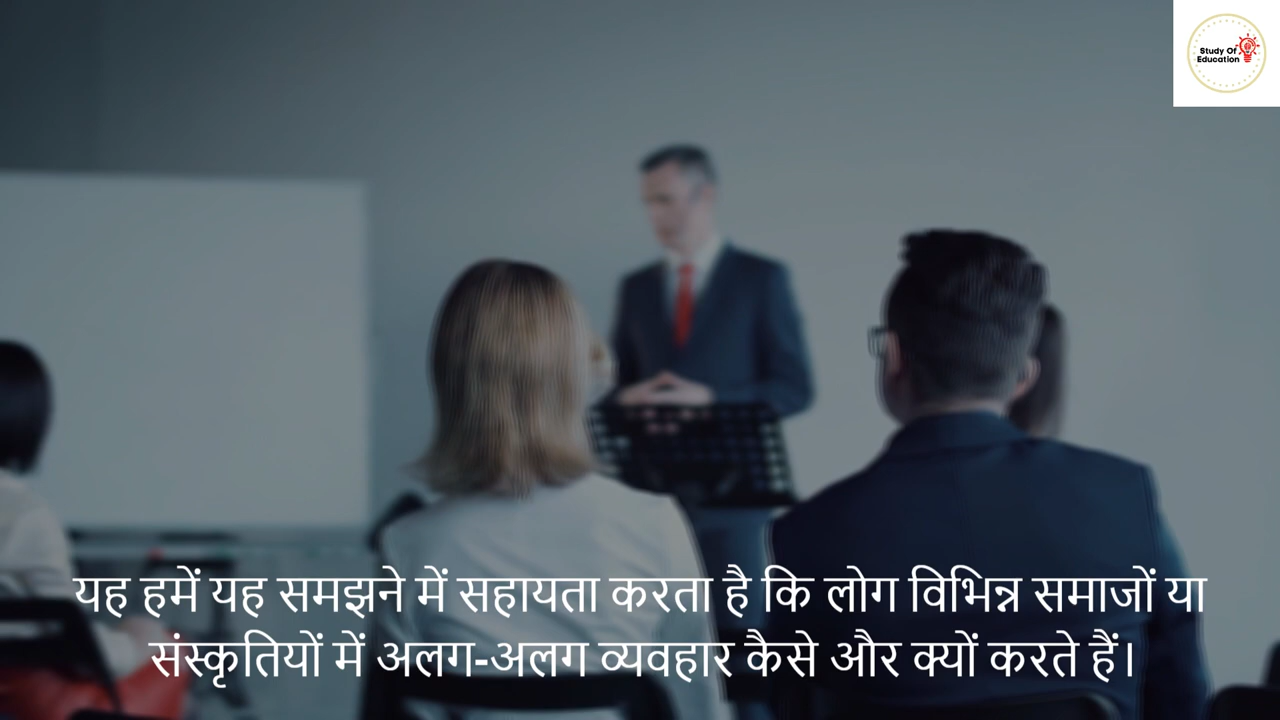 Study Of
Education
यह हमें यह समझने में सहायता करता है कि लोग विभिन्न समाजों या
संस्कृतियों में अलग-अलग व्यवहार कैसे और क्यों करते हैं।